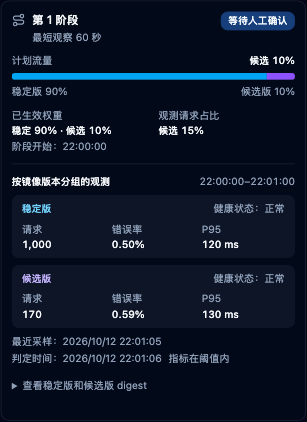 第 1 阶段 等待人工确认
最短观察 60 秒
计划流量 候选 10%
稳定版 90% 候选版 10%
已生效权重 观测请求占比
稳定 90% · 候选 10% 候选 15%
阶段开始：22:00:00
按镜像版本分组的观测 22:00:00–22:01:00
稳定版 健康状态：正常
请求 错误率 P95
1,000 0.50% 120 ms
候选版 健康状态：正常
请求 错误率 P95
170 0.59% 130 ms
最近采样：2026/10/12 22:01:05
判定时间：2026/10/12 22:01:06 指标在阈值内
▶ 查看稳定版和候选版 digest